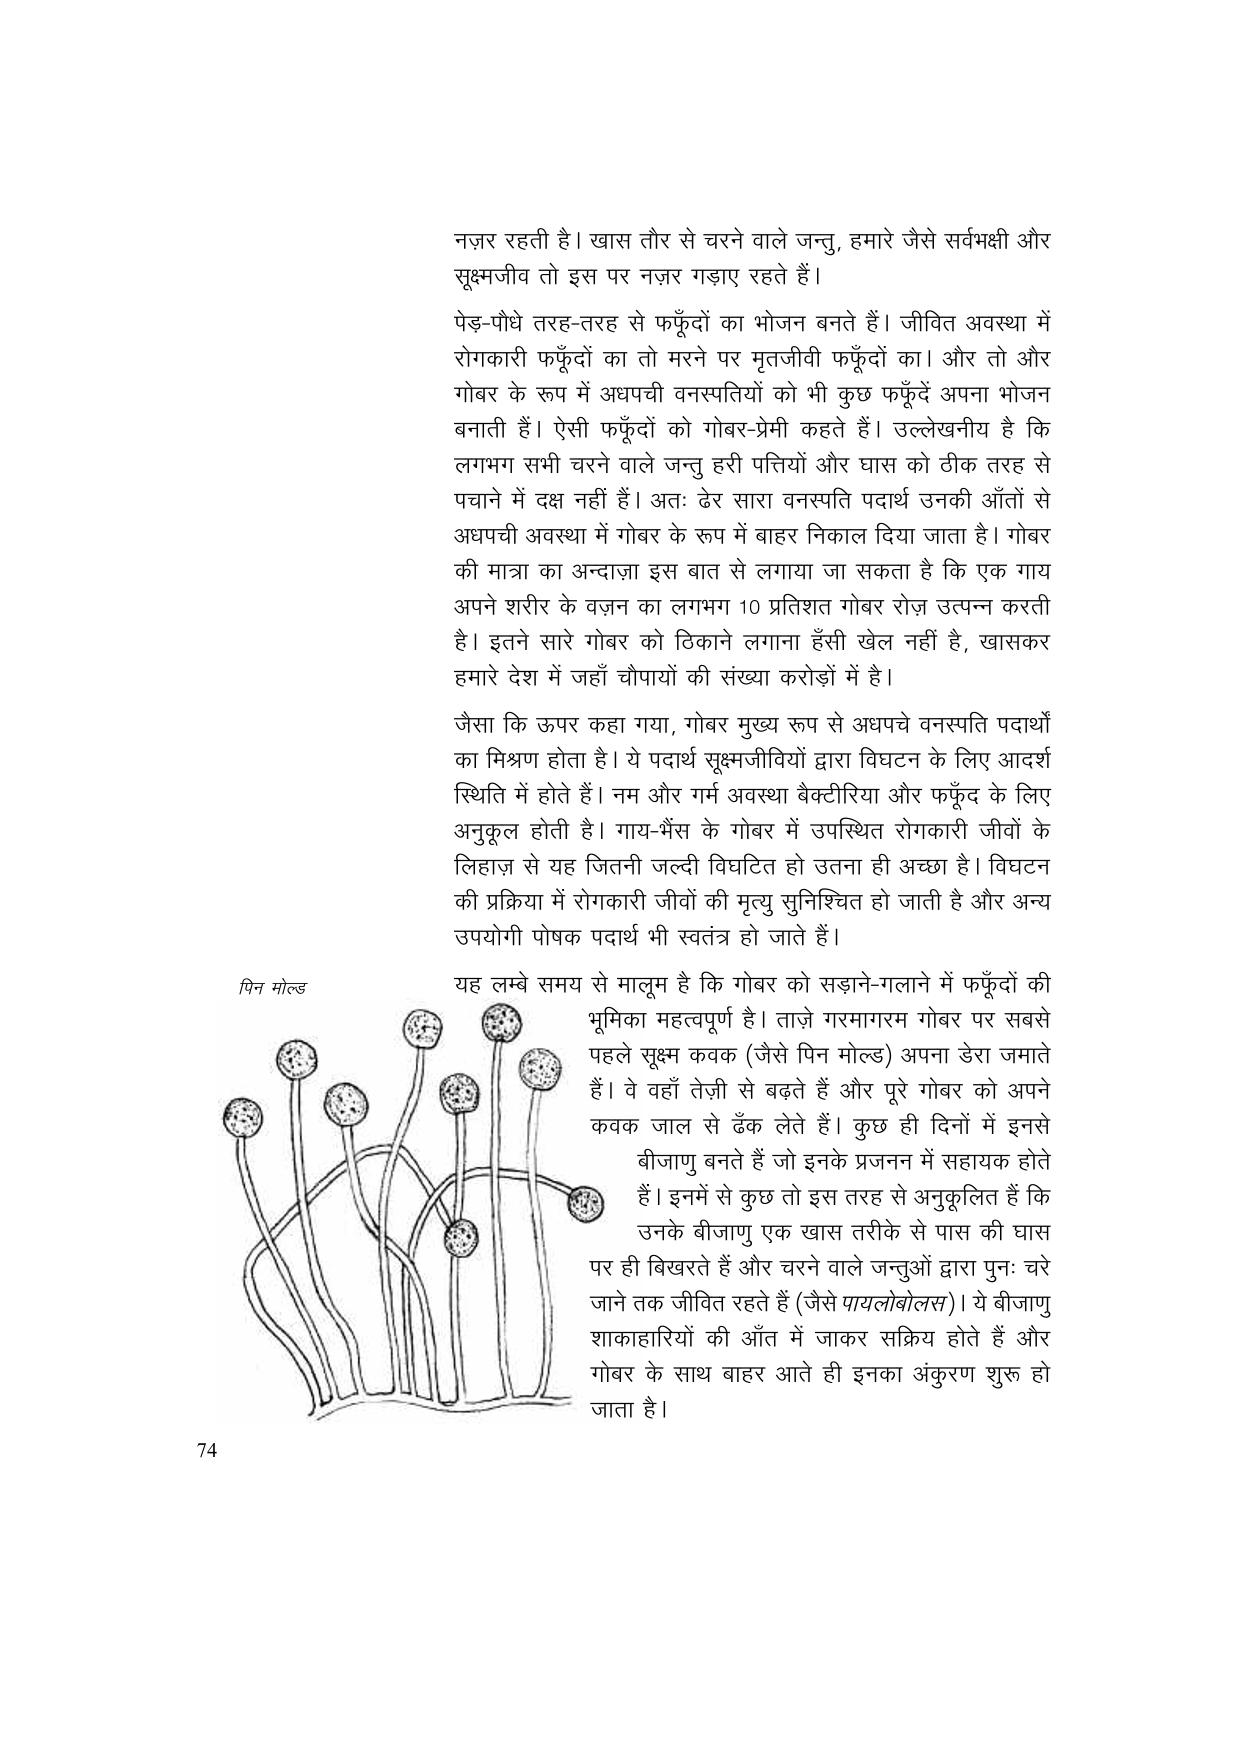 नज़र रहती है। खास तौर से चरने वाले जन्तु, हमारे जैसे सर्वभक्षी और
सूक्ष्मजीव तो इस पर नज़र गड़ाए रहते हैं।
पेड़-पौधे तरह-तरह से फफूँदों का भोजन बनते हैं। जीवित अवस्था में
रोगकारी फफूँदों का तो मरने पर मृतजीवी फफूँदों का। और तो और
गोबर के रूप में अधपची वनस्पतियों को भी कुछ फफूँदें अपना भोजन
बनाती हैं। ऐसी फफूँदों को गोबर-प्रेमी कहते हैं। उल्लेखनीय है कि
लगभग सभी चरने वाले जन्तु हरी पत्तियों और घास को ठीक तरह से
पचाने में दक्ष नहीं हैं। अतः ढेर सारा वनस्पति पदार्थ उनकी आँतों से
अधपची अवस्था में गोबर के रूप में बाहर निकाल दिया जाता है। गोबर
की मात्रा का अन्दाज़ा इस बात से लगाया जा सकता है कि एक गाय
अपने शरीर के वज़न का लगभग 10 प्रतिशत गोबर रोज़ उत्पन्न करती
है। इतने सारे गोबर को ठिकाने लगाना हँसी खेल नहीं है, खासकर
हमारे देश में जहाँ चौपायों की संख्या करोड़ों में है।
जैसा कि ऊपर कहा गया, गोबर मुख्य रूप से अधपचे वनस्पति पदार्थों
का मिश्रण होता है। ये पदार्थ सूक्ष्मजीवियों द्वारा विघटन के लिए आदर्श
स्थिति में होते हैं। नम और गर्म अवस्था बैक्टीरिया और फफूँद के लिए
अनुकूल होती है। गाय-भैंस के गोबर में उपस्थित रोगकारी जीवों के
लिहाज़ से यह जितनी जल्दी विघटित हो उतना ही अच्छा है। विघटन
की प्रक्रिया में रोगकारी जीवों की मृत्यु सुनिश्चित हो जाती है और अन्य
उपयोगी पोषक पदार्थ भी स्वतंत्र हो जाते हैं।
पिन मोल्ड
यह लम्बे समय से मालूम है कि गोबर को सड़ाने-गलाने में फफूँदों की
भूमिका महत्वपूर्ण है। ताज़े गरमागरम गोबर पर सबसे
पहले सूक्ष्म कवक (जैसे पिन मोल्ड) अपना डेरा जमाते
हैं। वे वहाँ तेज़ी से बढ़ते हैं और पूरे गोबर को अपने
कवक जाल से ढँक लेते हैं। कुछ ही दिनों में इनसे
बीजाणु बनते हैं जो इनके प्रजनन में सहायक होते
हैं। इनमें से कुछ तो इस तरह से अनुकूलित हैं कि
उनके बीजाणु एक खास तरीके से पास की घास
पर ही बिखरते हैं और चरने वाले जन्तुओं द्वारा पुनः चरे
जाने तक जीवित रहते हैं (जैसे पायलोबोलस)। ये बीजाणु
शाकाहारियों की आँत में जाकर सक्रिय होते हैं और
गोबर के साथ बाहर आते ही इनका अंकुरण शुरू हो
जाता है।
74